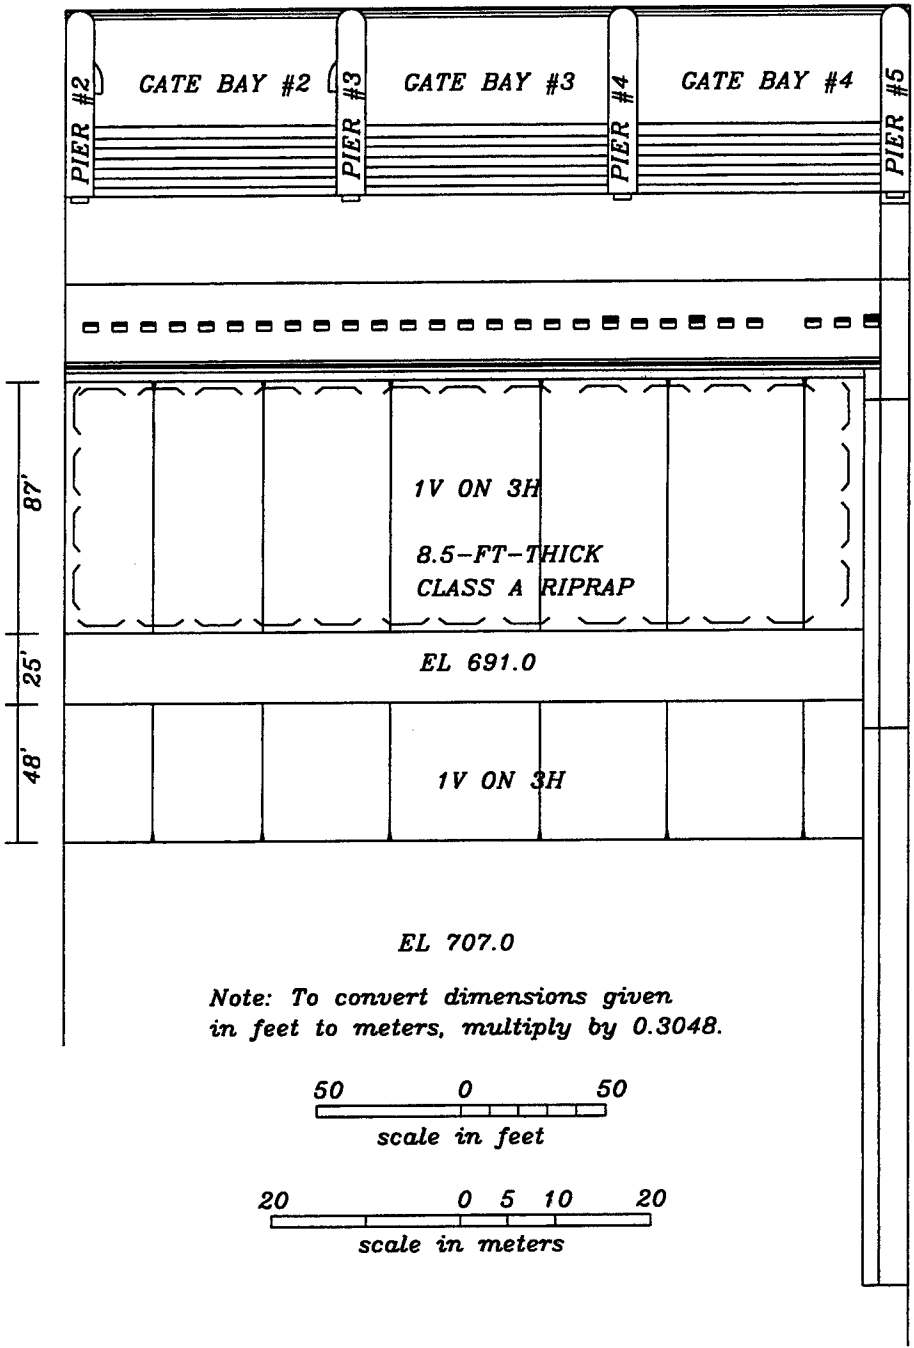 PIER #2
GATE BAY #2
PIER #3
GATE BAY #3
PIER #4
GATE BAY #4
PIER #5
87'
1V ON 3H
8.5-FT-THICK
CLASS A RIPRAP
25'
EL 691.0
48'
1V ON 3H
EL 707.0
Note: To convert dimensions given
in feet to meters, multiply by 0.3048.
50 0 50
scale in feet
20 0 5 10 20
scale in meters